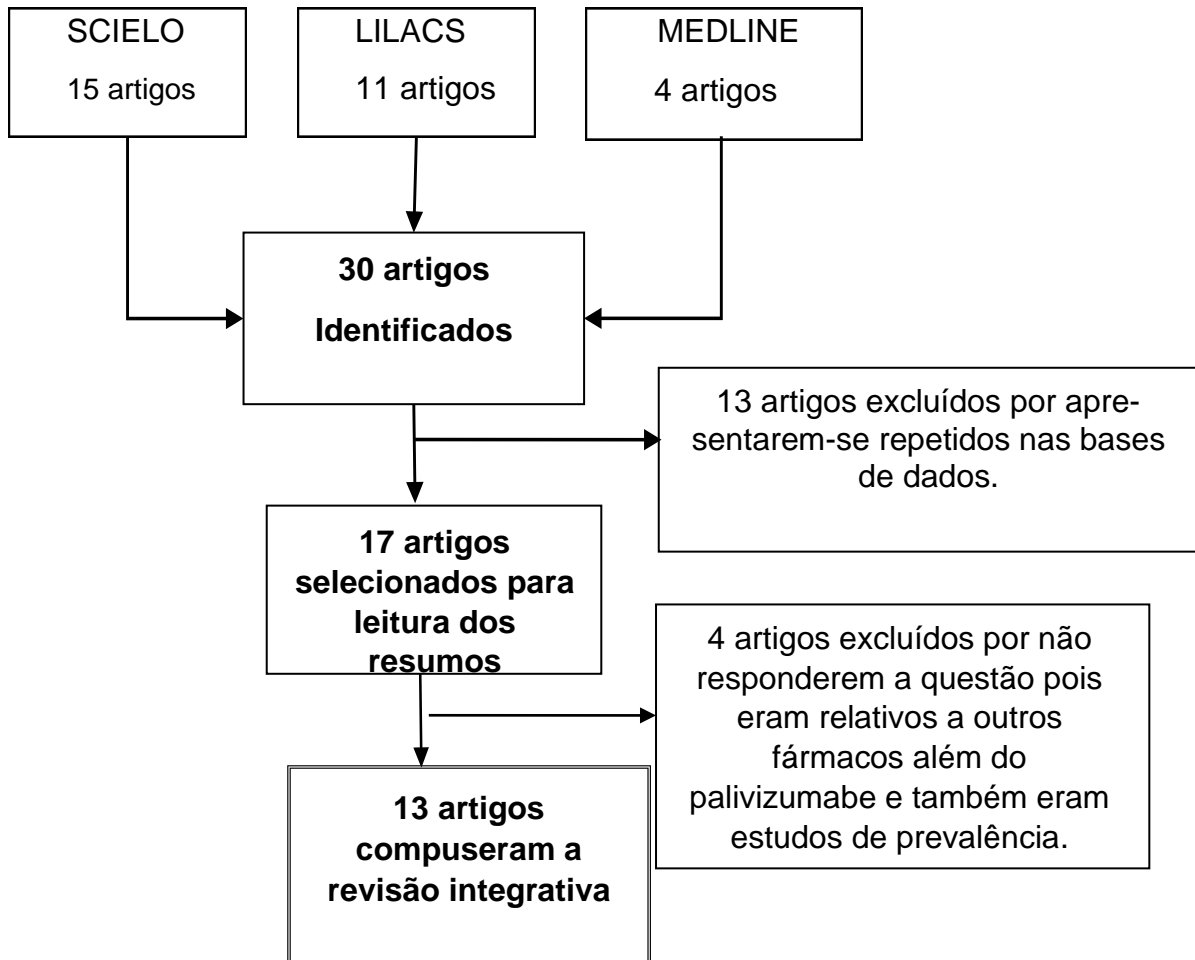 SCIELO
15 artigos
LILACS
11 artigos
MEDLINE
4 artigos
30 artigos
Identificados
13 artigos excluídos por apre-
sentarem-se repetidos nas bases
de dados.
17 artigos
selecionados para
leitura dos
resumos
4 artigos excluídos por não
responderem a questão pois
eram relativos a outros
fármacos além do
palivizumabe e também eram
estudos de prevalência.
13 artigos
compuseram a
revisão integrativa